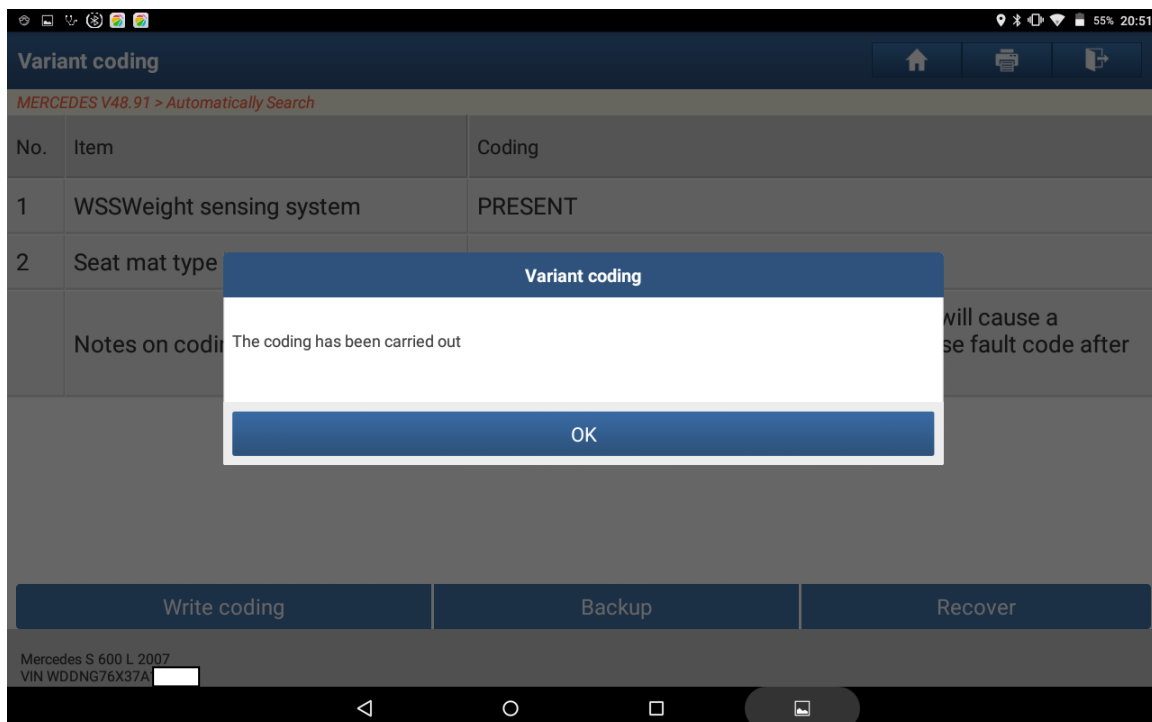 55% 20:51
Variant coding
MERCEDES V48.91 > Automatically Search
No. Item Coding
1 WSSWeight sensing system PRESENT
2 Seat mat type
Variant coding
will cause a
Notes on codin The coding has been carried out se fault code after
OK
Write coding Backup Recover
Mercedes S 600 L 2007
VIN WDDNG76X37A